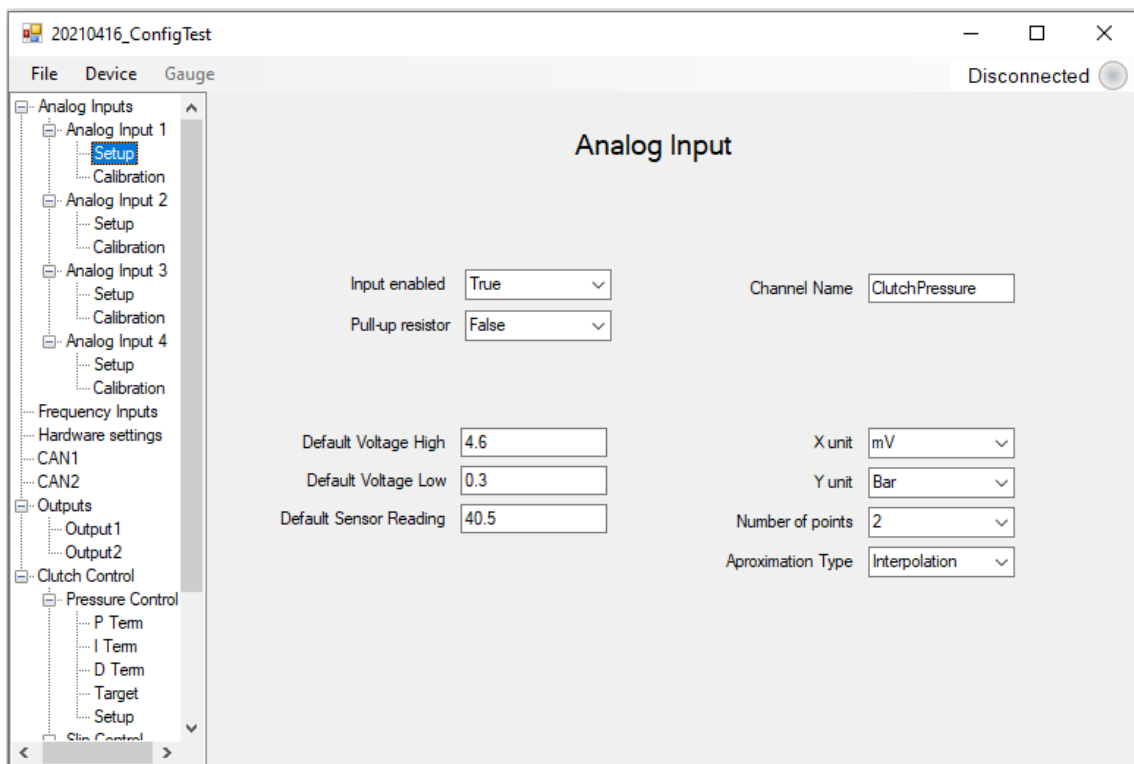 20210416_ConfigTest
File Device Gauge
Disconnected
Analog Inputs
Analog Input 1
Setup
Calibration
Analog Input 2
Setup
Calibration
Analog Input 3
Setup
Calibration
Analog Input 4
Setup
Calibration
Frequency Inputs
Hardware settings
CAN1
CAN2
Outputs
Output1
Output2
Clutch Control
Pressure Control
P Term
I Term
D Term
Target
Setup
Slip Control
Analog Input
Input enabled True
Pull-up resistor False
Channel Name ClutchPressure
Default Voltage High 4.6
Default Voltage Low 0.3
Default Sensor Reading 40.5
X unit mV
Y unit Bar
Number of points 2
Aproximation Type Interpolation